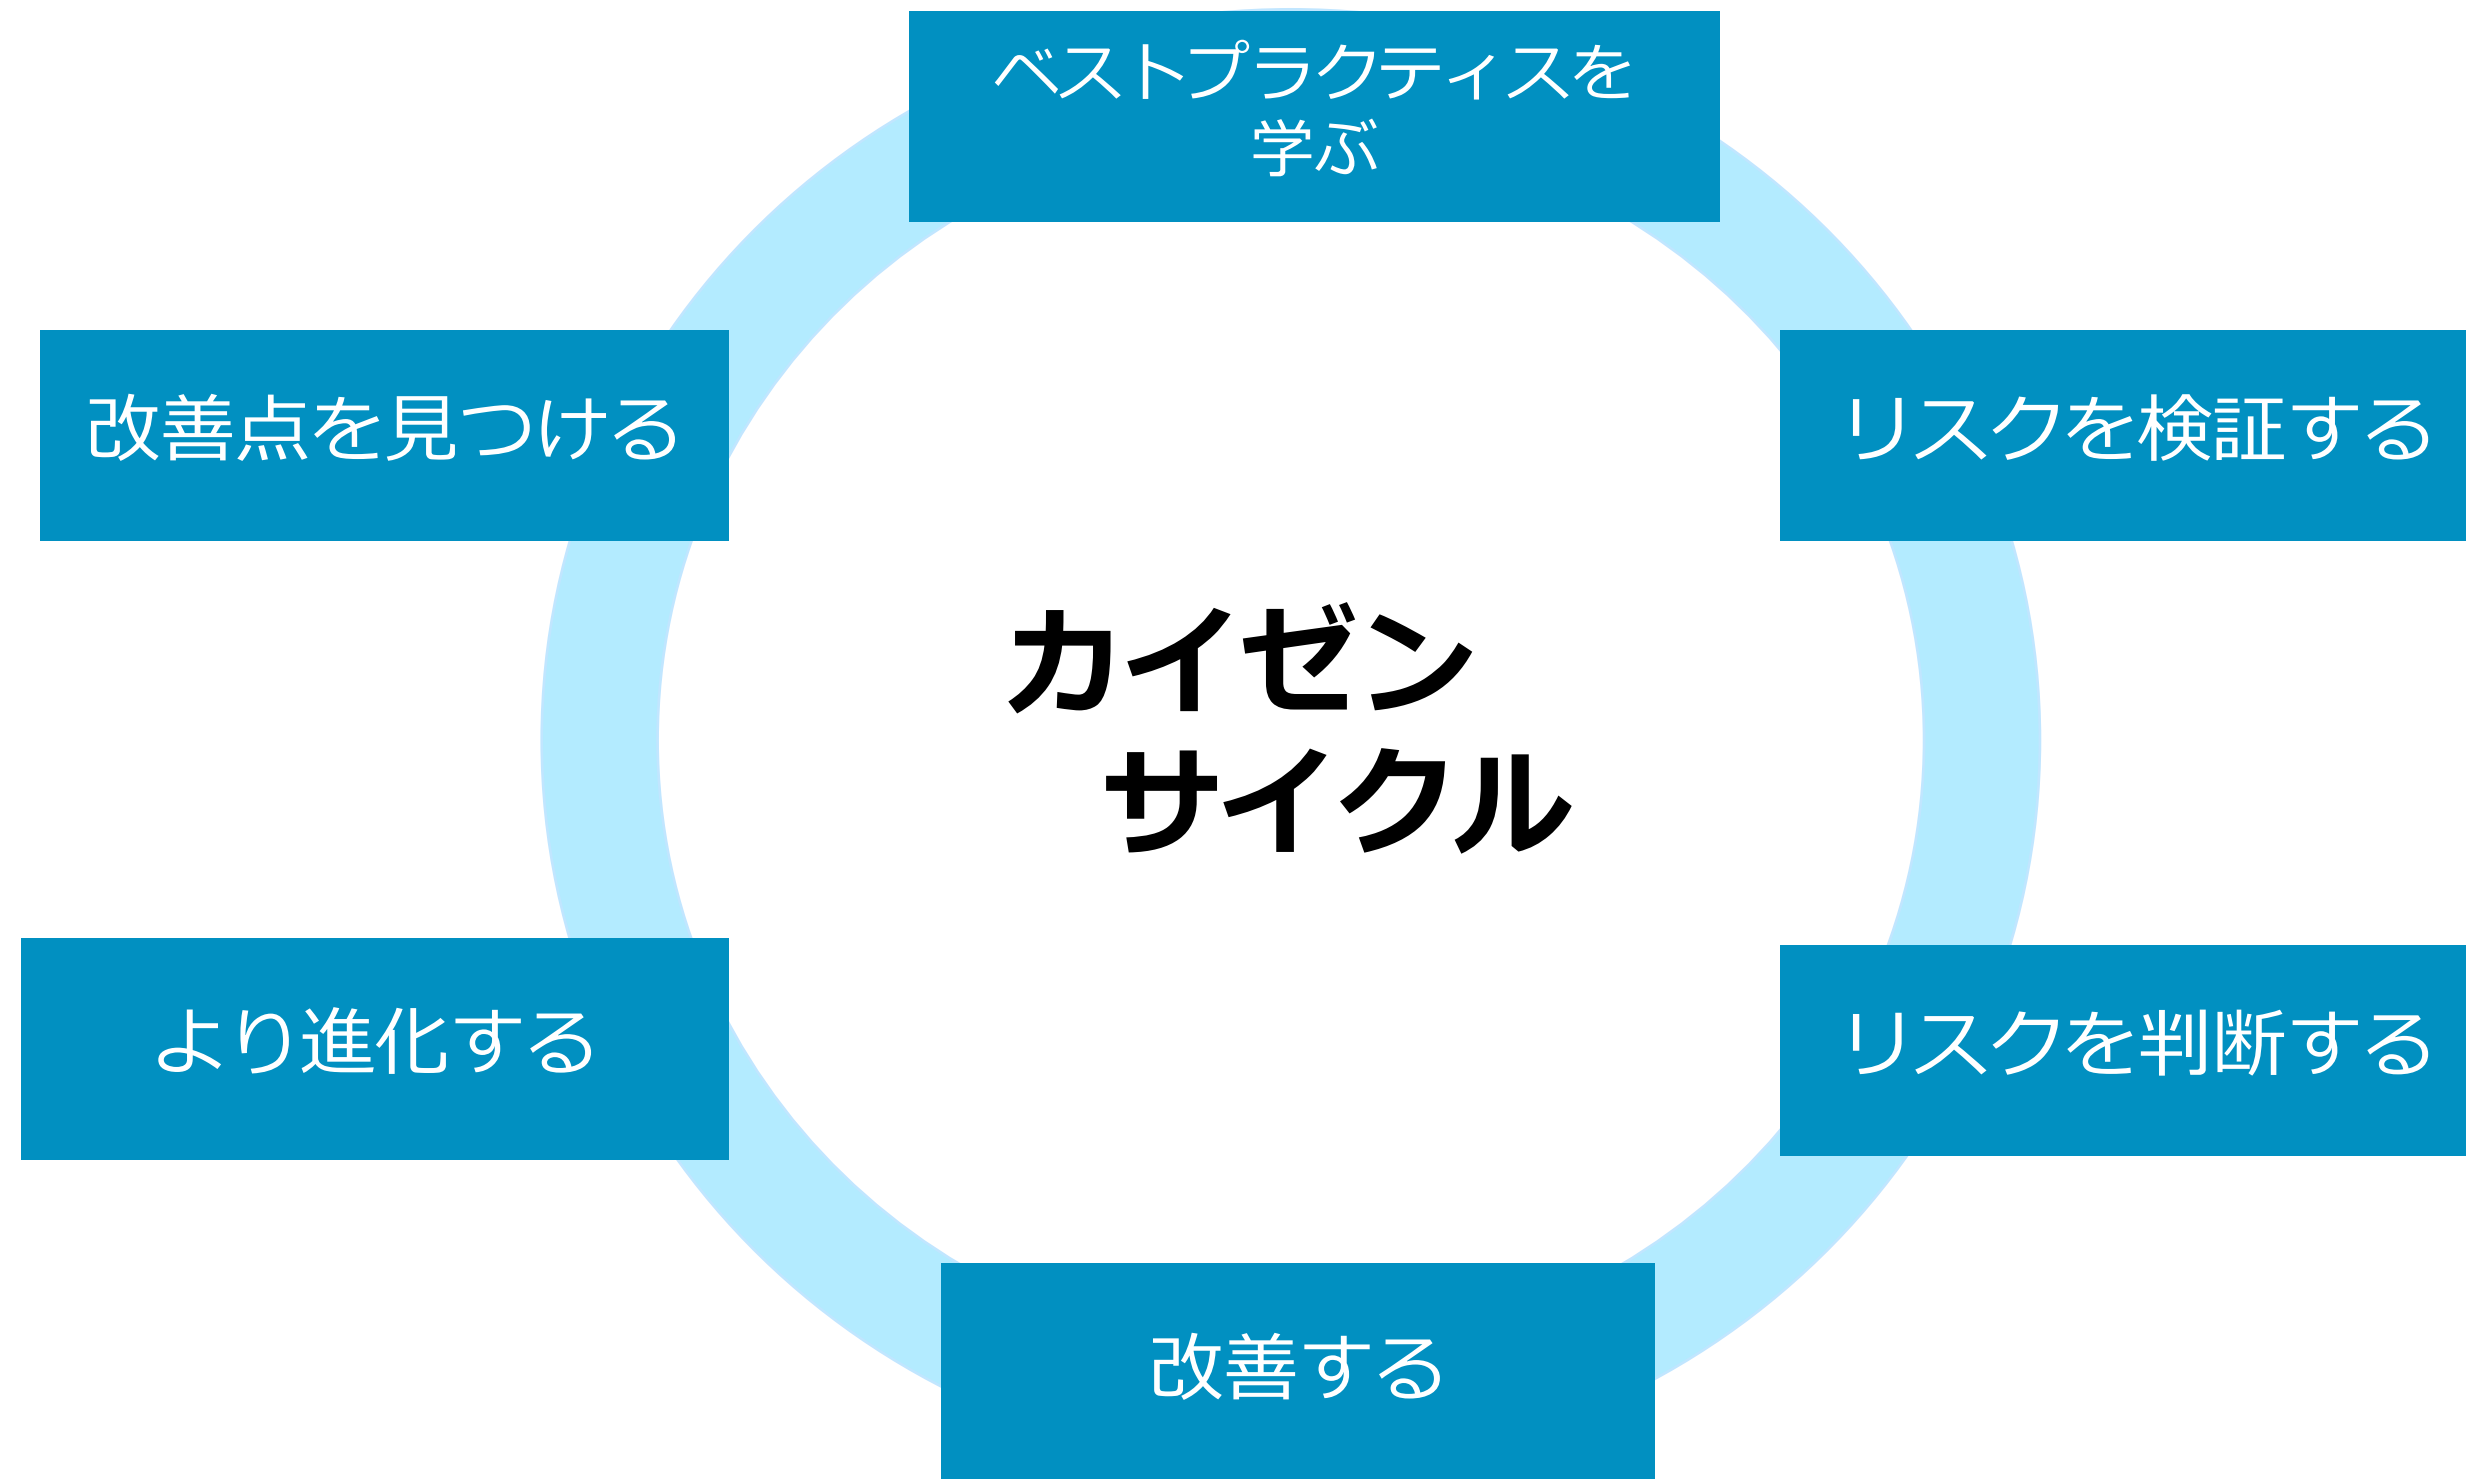 ベストプラクティスを
学ぶ
改善点を見つける
リスクを検証する
カイゼン
サイクル
より進化する
リスクを判断する
改善する